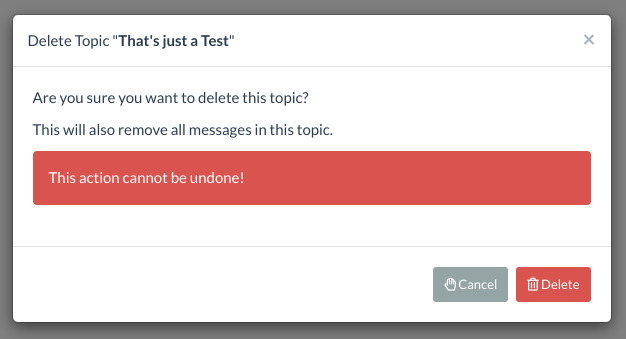 Delete Topic "That's just a Test"
Are you sure you want to delete this topic?
This will also remove all messages in this topic.
This action cannot be undone!
Cancel Delete